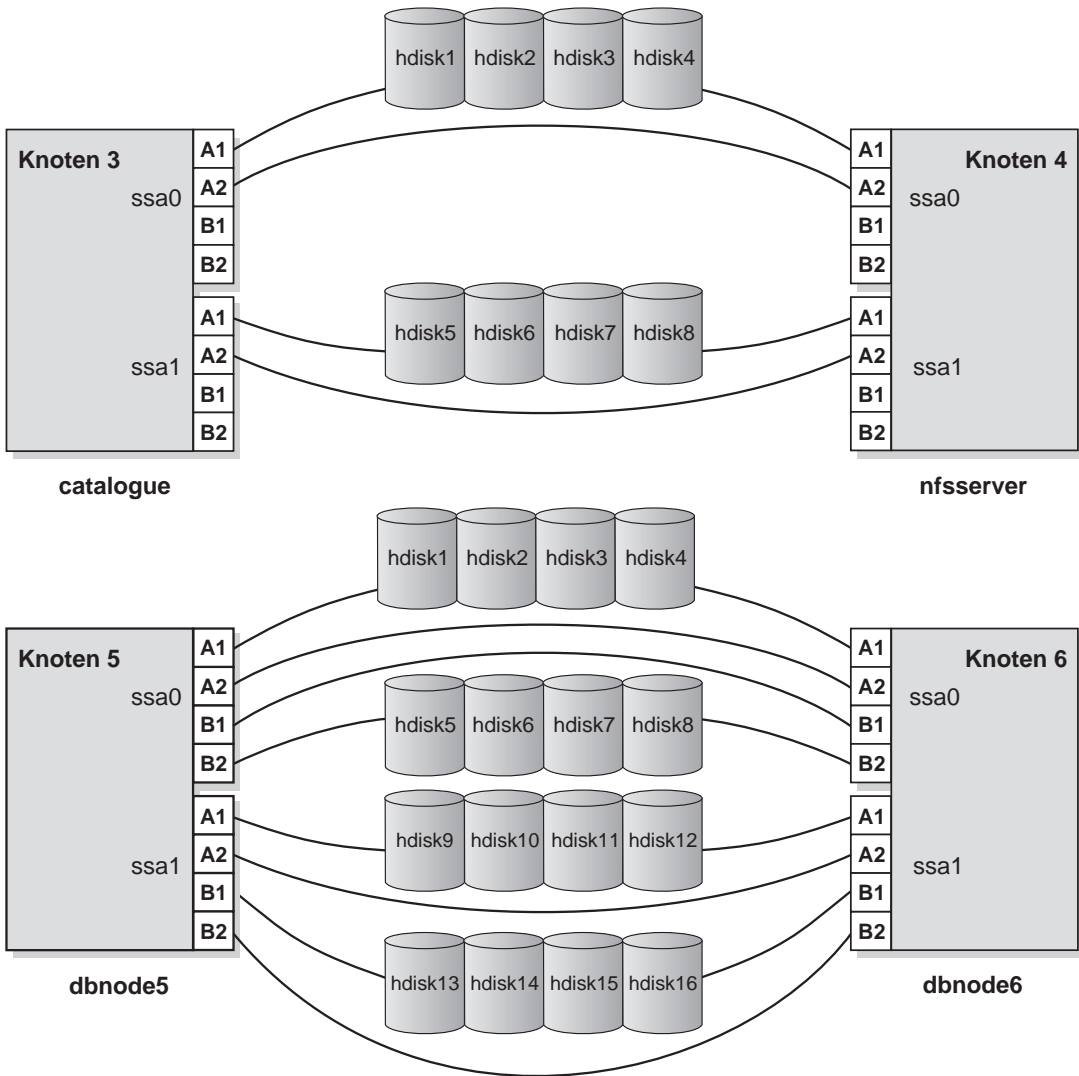 hdisk1 hdisk2 hdisk3 hdisk4
Knoten 3
ssa0
A1
A2
B1
B2
ssa1
A1
A2
B1
B2
catalogue
hdisk5 hdisk6 hdisk7 hdisk8
Knoten 4
A1
A2
B1
B2
ssa0
A1
A2
B1
B2
ssa1
nfsserver
hdisk1 hdisk2 hdisk3 hdisk4
Knoten 5
ssa0
A1
A2
B1
B2
ssa1
A1
A2
B1
B2
dbnode5
hdisk5 hdisk6 hdisk7 hdisk8
hdisk9 hdisk10 hdisk11 hdisk12
hdisk13 hdisk14 hdisk15 hdisk16
Knoten 6
A1
A2
B1
B2
ssa0
A1
A2
B1
B2
ssa1
dbnode6